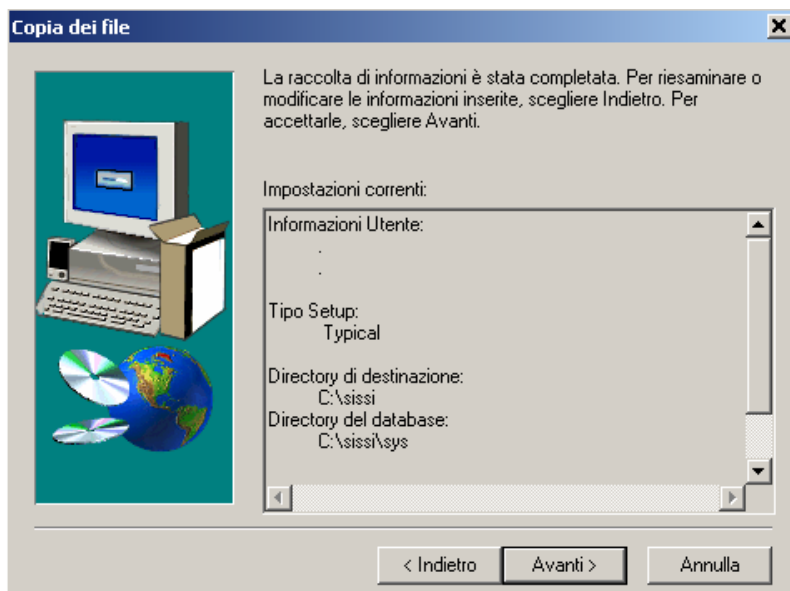 Copia dei file
La raccolta di informazioni è stata completata. Per riesaminare o
modificare le informazioni inserite, scegliere Indietro. Per
accettarle, scegliere Avanti.
Impostazioni correnti:
Informazioni Utente:
.
.
Tipo Setup:
Typical
Directory di destinazione:
C:\sissi
Directory del database:
C:\sissi\sys
< Indietro
Avanti >
Annulla